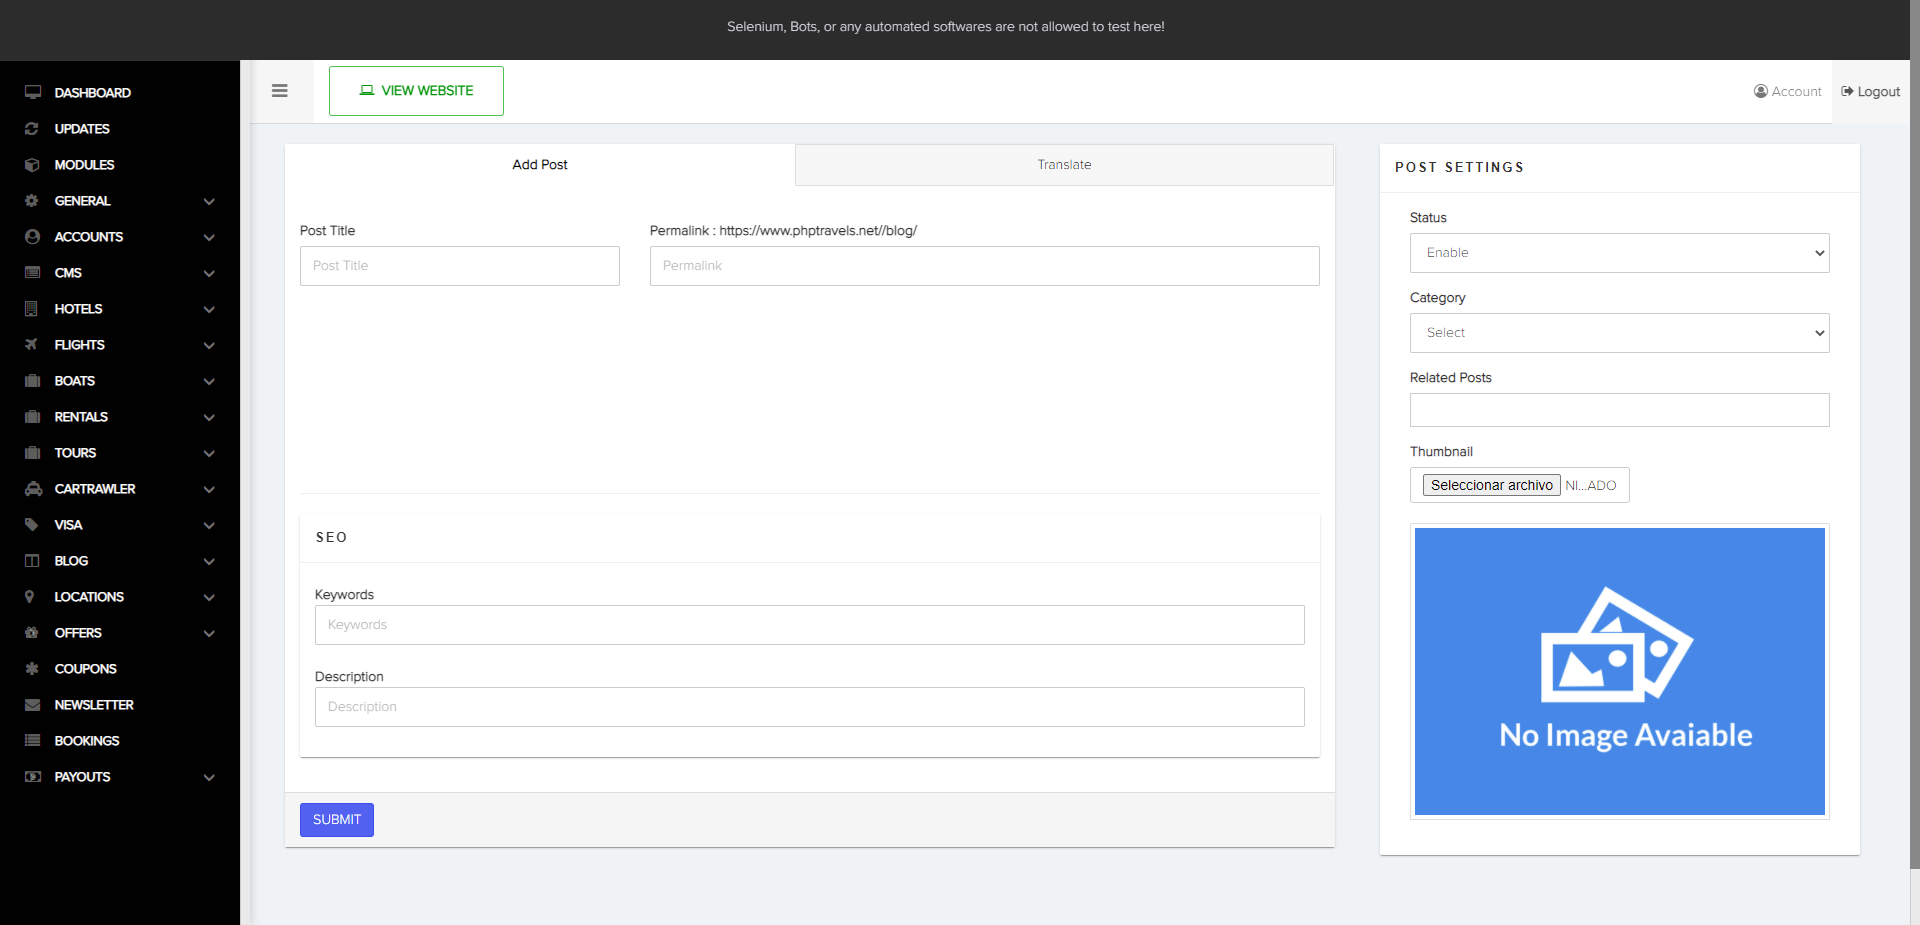 Selenium, Bots, or any automated softwares are not allowed to test here!
DASHBOARD
UPDATES
MODULES
GENERAL
ACCOUNTS
CMS
HOTELS
FLIGHTS
BOATS
RENTALS
TOURS
CARTRAWLER
VISA
BLOG
LOCATIONS
OFFERS
COUPONS
NEWSLETTER
BOOKINGS
PAYOUTS
VIEW WEBSITE
Account
Logout
Add Post
Translate
Post Title
Permalink : https://www.phptravels.net//blog/
Post Title
Permalink
SEO
Keywords
Keywords
Description
Description
SUBMIT
POST SETTINGS
Status
Enable
Category
Select
Related Posts
Thumbnail
Seleccionar archivo NI...ADO
No Image Avaiable